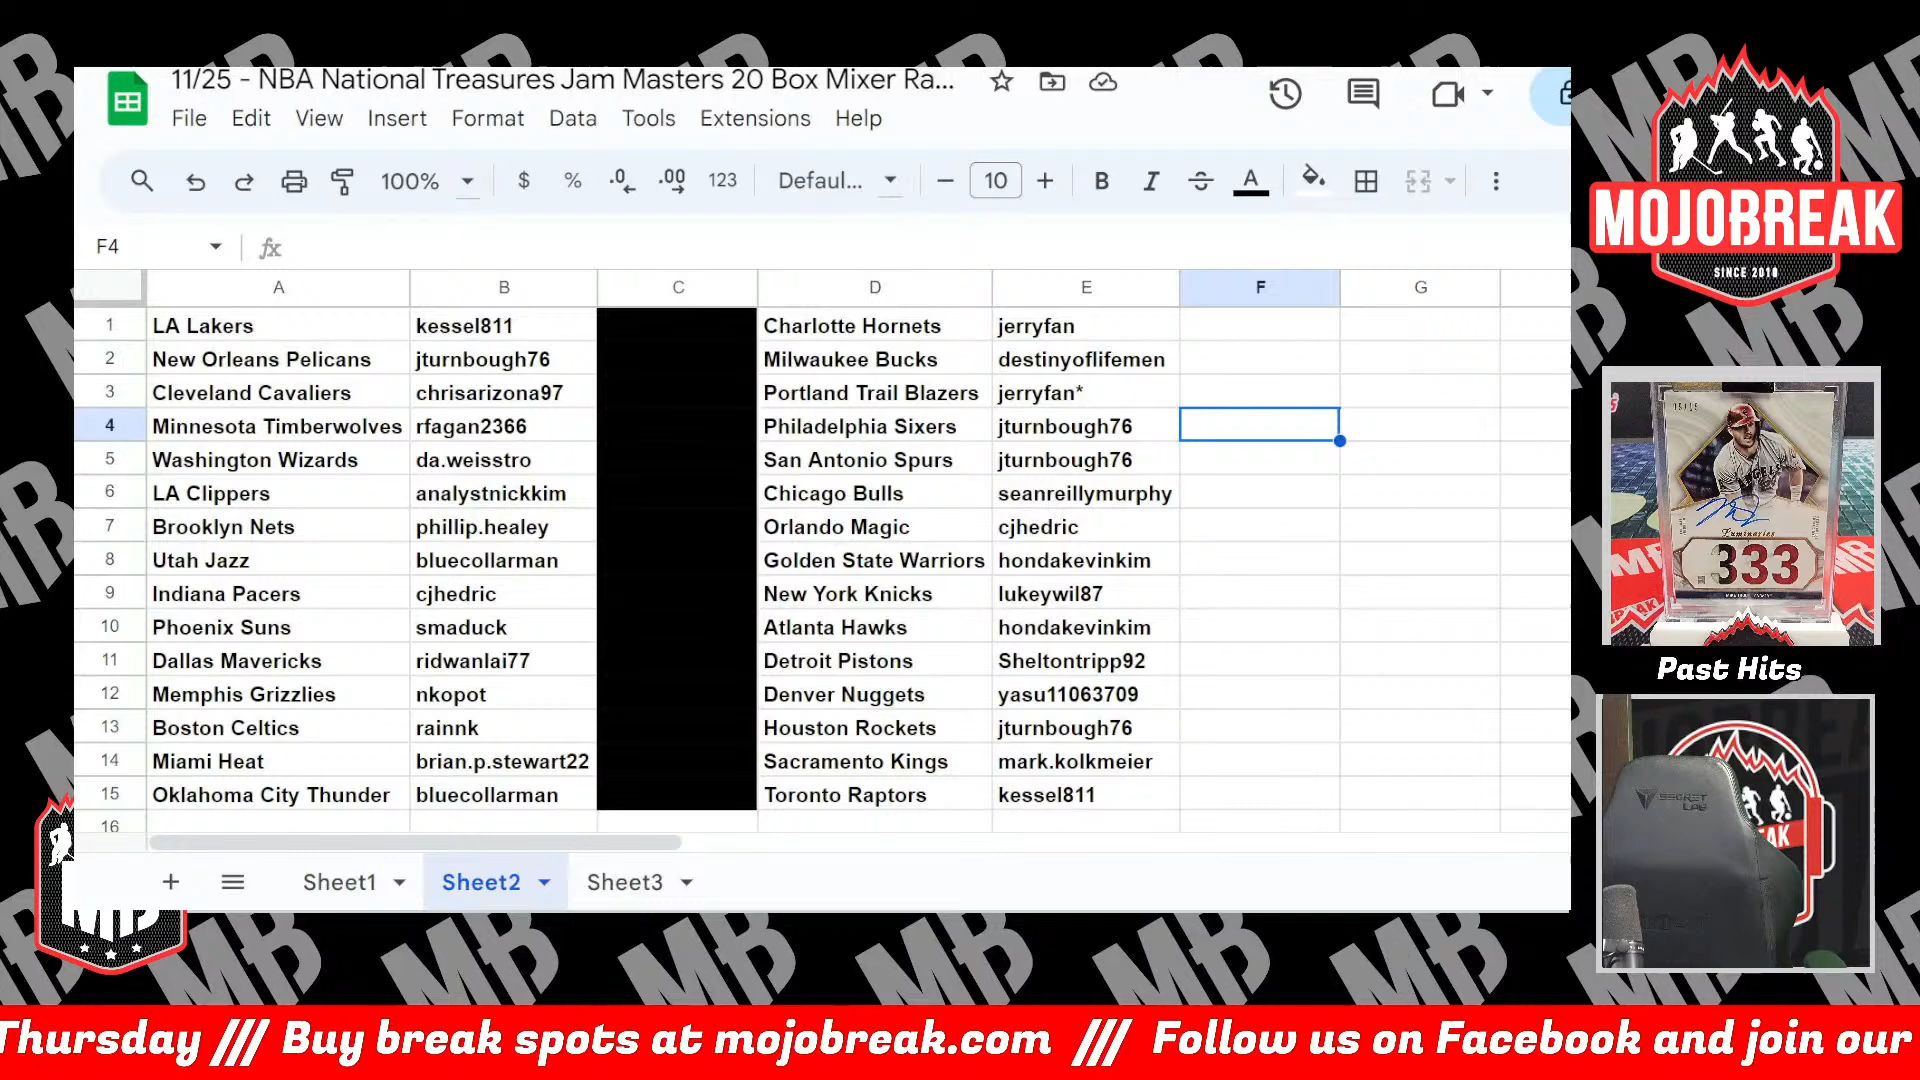 11/25 - NBA National Treasures Jam Masters 20 Box Mixer Ra...
File Edit View Insert Format Data Tools Extensions Help
100% $ % .0 .00 123 Defaul... 10 B I A
F4 fx
A B C D E F G
1 LA Lakers kessel811 Charlotte Hornets jerryfan
2 New Orleans Pelicans jturnbough76 Milwaukee Bucks destinyoflifemen
3 Cleveland Cavaliers chrisarizona97 Portland Trail Blazers jerryfan*
4 Minnesota Timberwolves rfagan2366 Philadelphia Sixers jturnbough76
5 Washington Wizards da.weisstro San Antonio Spurs jturnbough76
6 LA Clippers analystnickkim Chicago Bulls seanreillymurphy
7 Brooklyn Nets phillip.healey Orlando Magic cjhedric
8 Utah Jazz bluecollarman Golden State Warriors hondakevinkim
9 Indiana Pacers cjhedric New York Knicks lukeywil87
10 Phoenix Suns smaduck Atlanta Hawks hondakevinkim
11 Dallas Mavericks ridwanlai77 Detroit Pistons Sheltontripp92
12 Memphis Grizzlies nkopot Denver Nuggets yasu11063709
13 Boston Celtics rainnk Houston Rockets jturnbough76
14 Miami Heat brian.p.stewart22 Sacramento Kings mark.kolkmeier
15 Oklahoma City Thunder bluecollarman Toronto Raptors kessel811
16
Sheet1 Sheet2 Sheet3
MOJOBREAK
SINCE 2010
Luminaries
333
Past Hits
SECRET LAB
Thursday /// Buy break spots at mojobreak.com /// Follow us on Facebook and join our